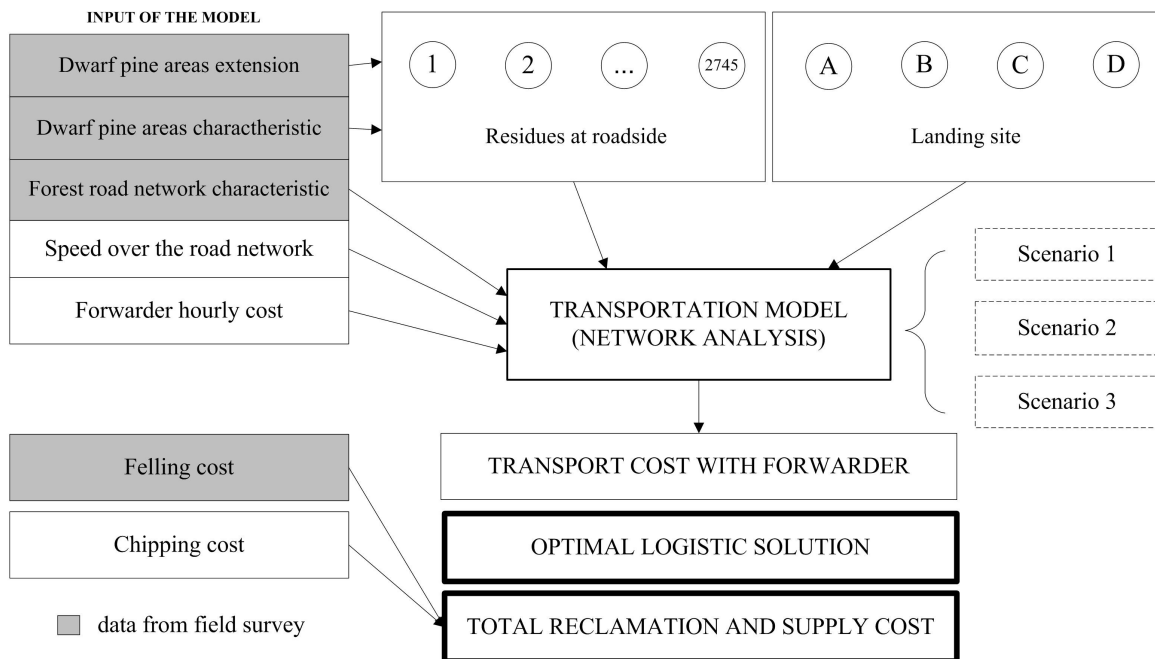 INPUT OF THE MODEL
Dwarf pine areas extension
Dwarf pine areas charactheristic
Forest road network characteristic
Speed over the road network
Forwarder hourly cost
1
2
...
2745
Residues at roadside
A
B
C
D
Landing site
TRANSPORTATION MODEL
(NETWORK ANALYSIS)
Scenario 1
Scenario 2
Scenario 3
Felling cost
Chipping cost
data from field survey
TRANSPORT COST WITH FORWARDER
OPTIMAL LOGISTIC SOLUTION
TOTAL RECLAMATION AND SUPPLY COST